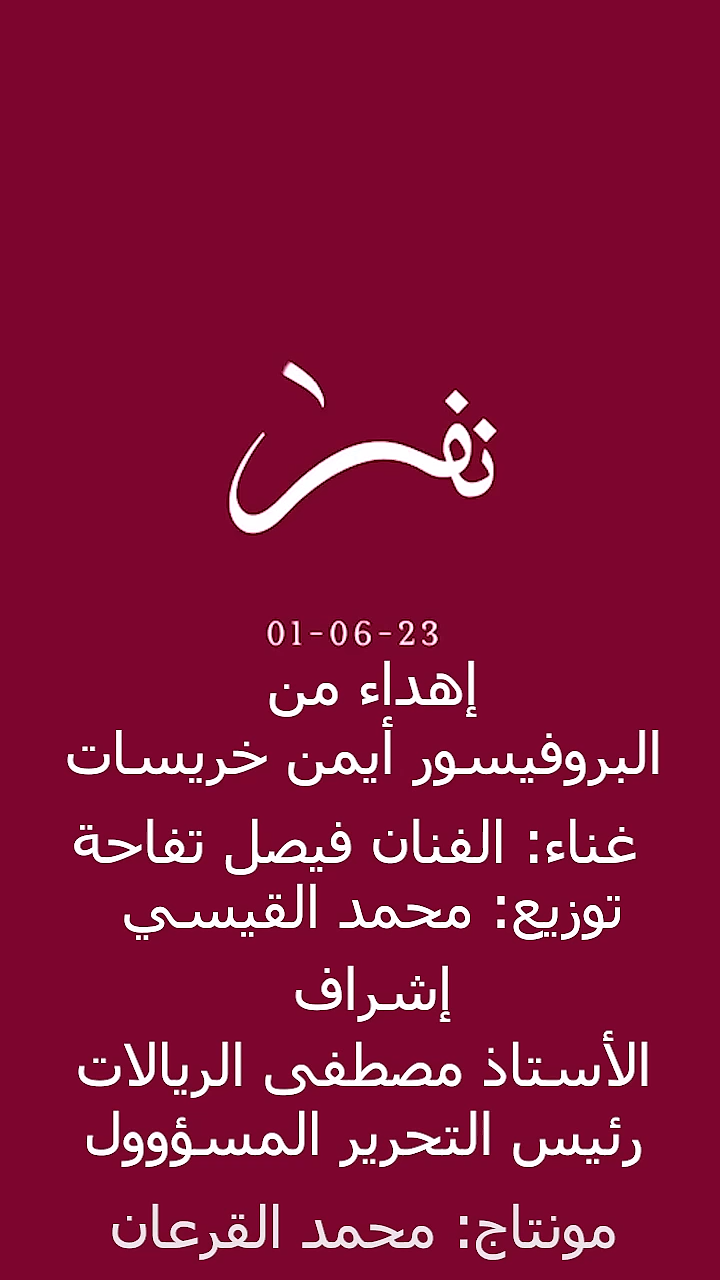 نفرح
01-06-23
إهداء من
البروفيسور أيمن خريسات
غناء: الفنان فيصل تفاحة
توزيع: محمد القيسي
إشراف
الأستاذ مصطفى الريالات
رئيس التحرير المسؤوول
مونتاج: محمد القرعان